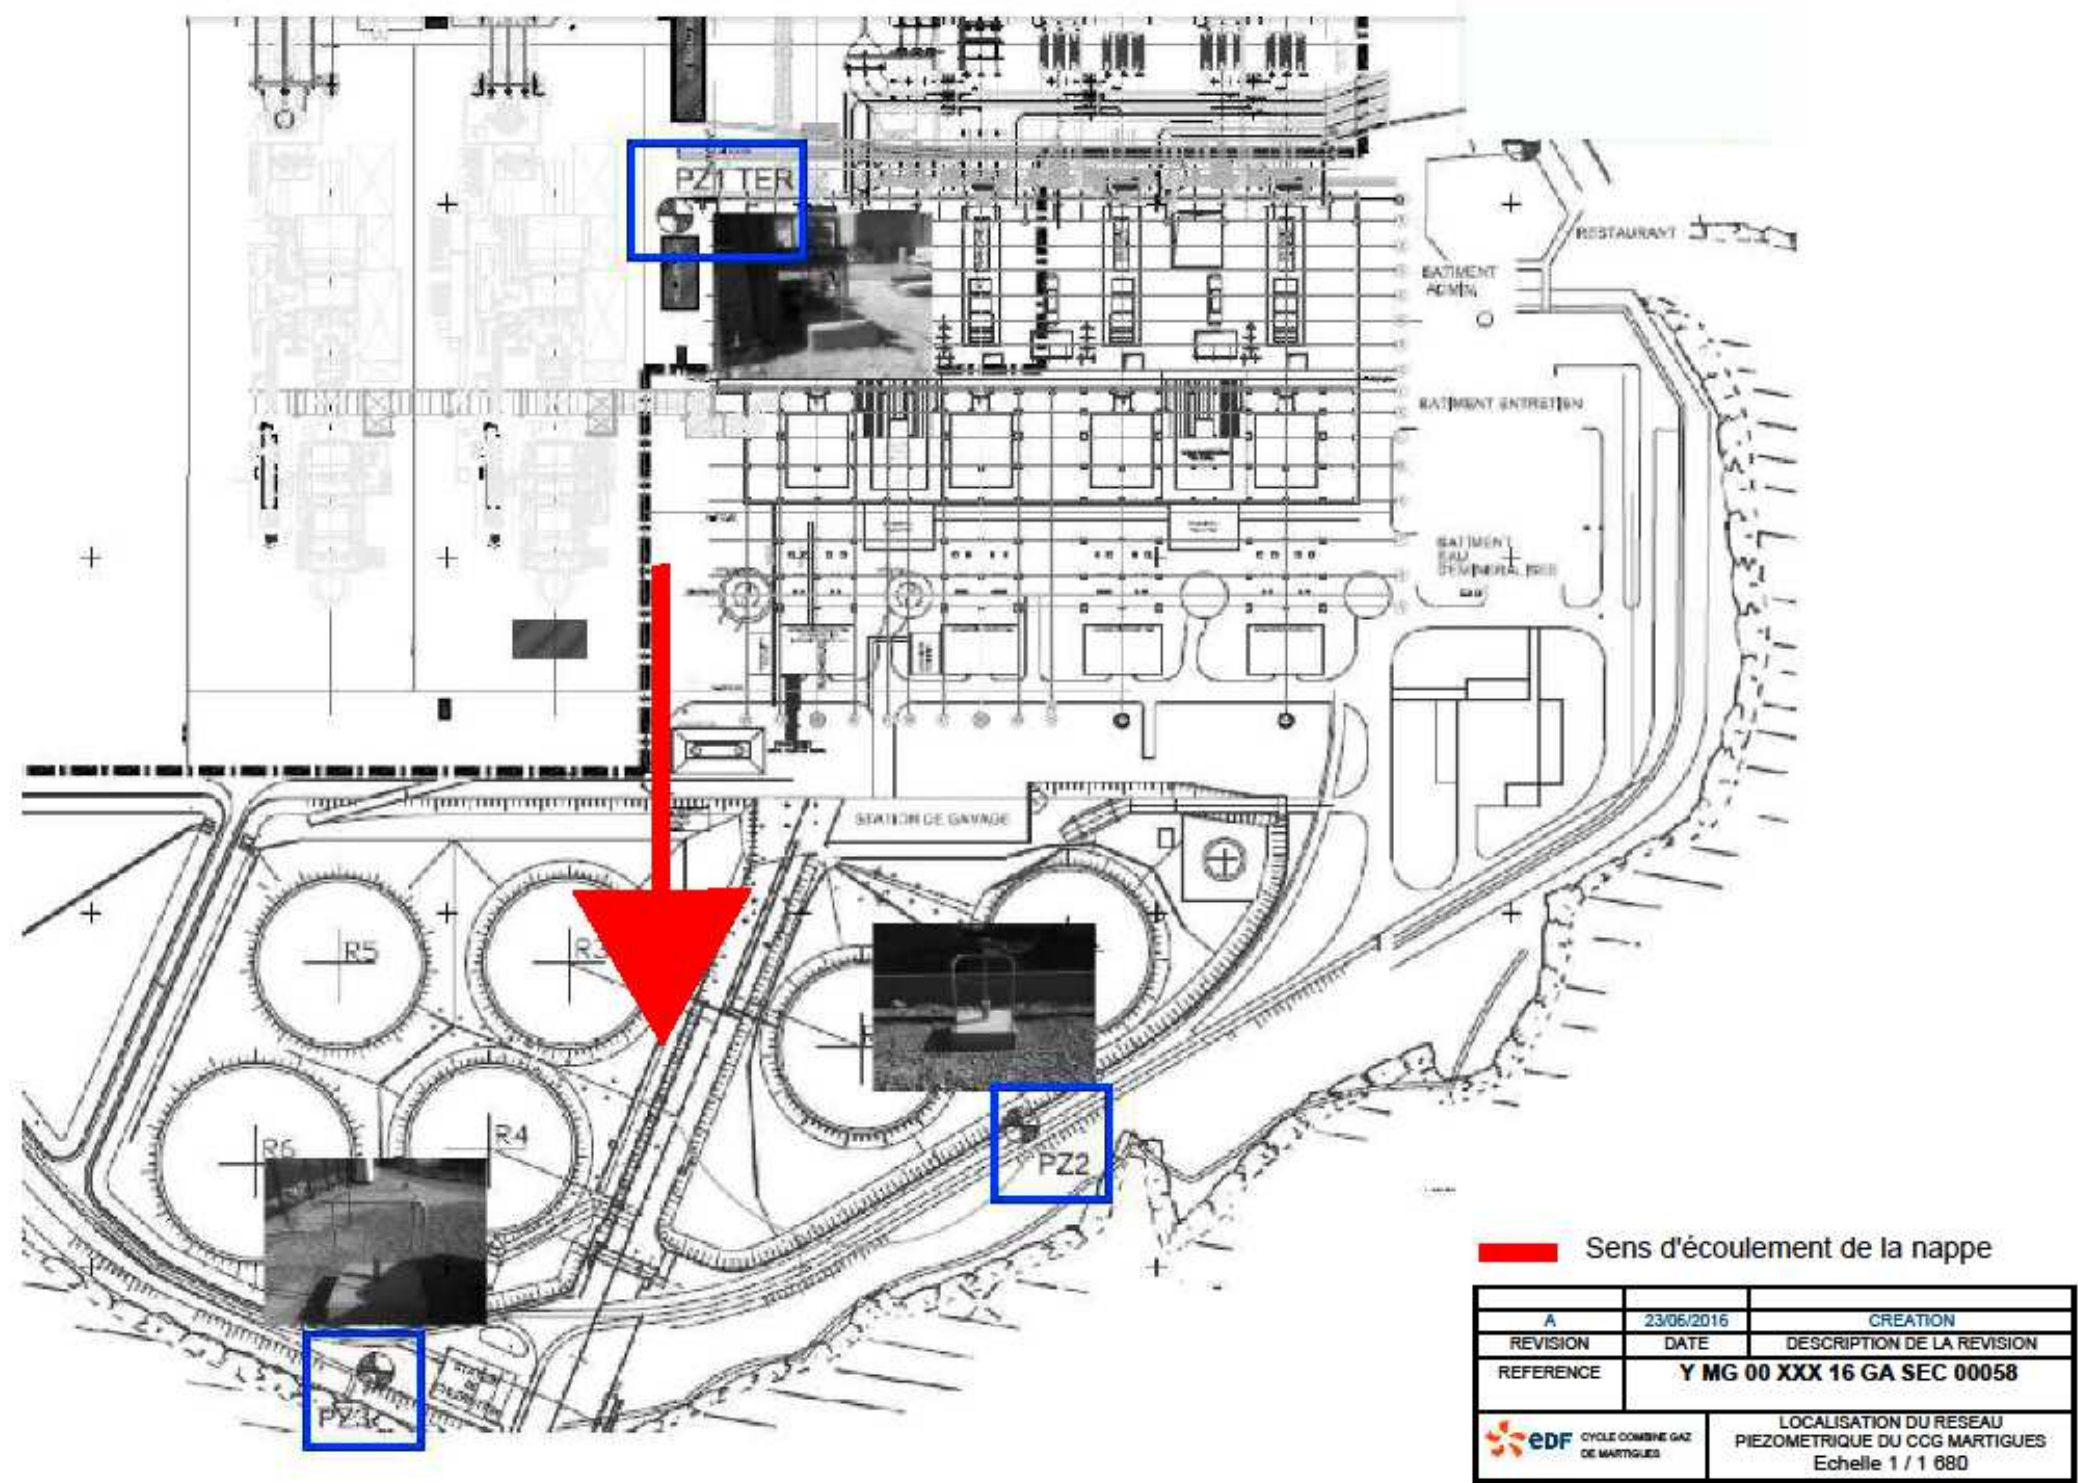 PZ1 TER
RESTAURANT
BATIMENT
ADMIN.
BATIMENT ENTRETIEN
BATIMENT
EAU
DEMINERALISEE
STATION DE GAVAGE
R5
R3
R6
R4
PZ2
PZ3
Sens d'écoulement de la nappe
A 23/06/2016 CREATION
REVISION DATE DESCRIPTION DE LA REVISION
REFERENCE Y MG 00 XXX 16 GA SEC 00058
eDF CYCLE COMBINE GAZ
DE MARTIGUES
LOCALISATION DU RESEAU
PIEZOMETRIQUE DU CCG MARTIGUES
Echelle 1 / 1 680